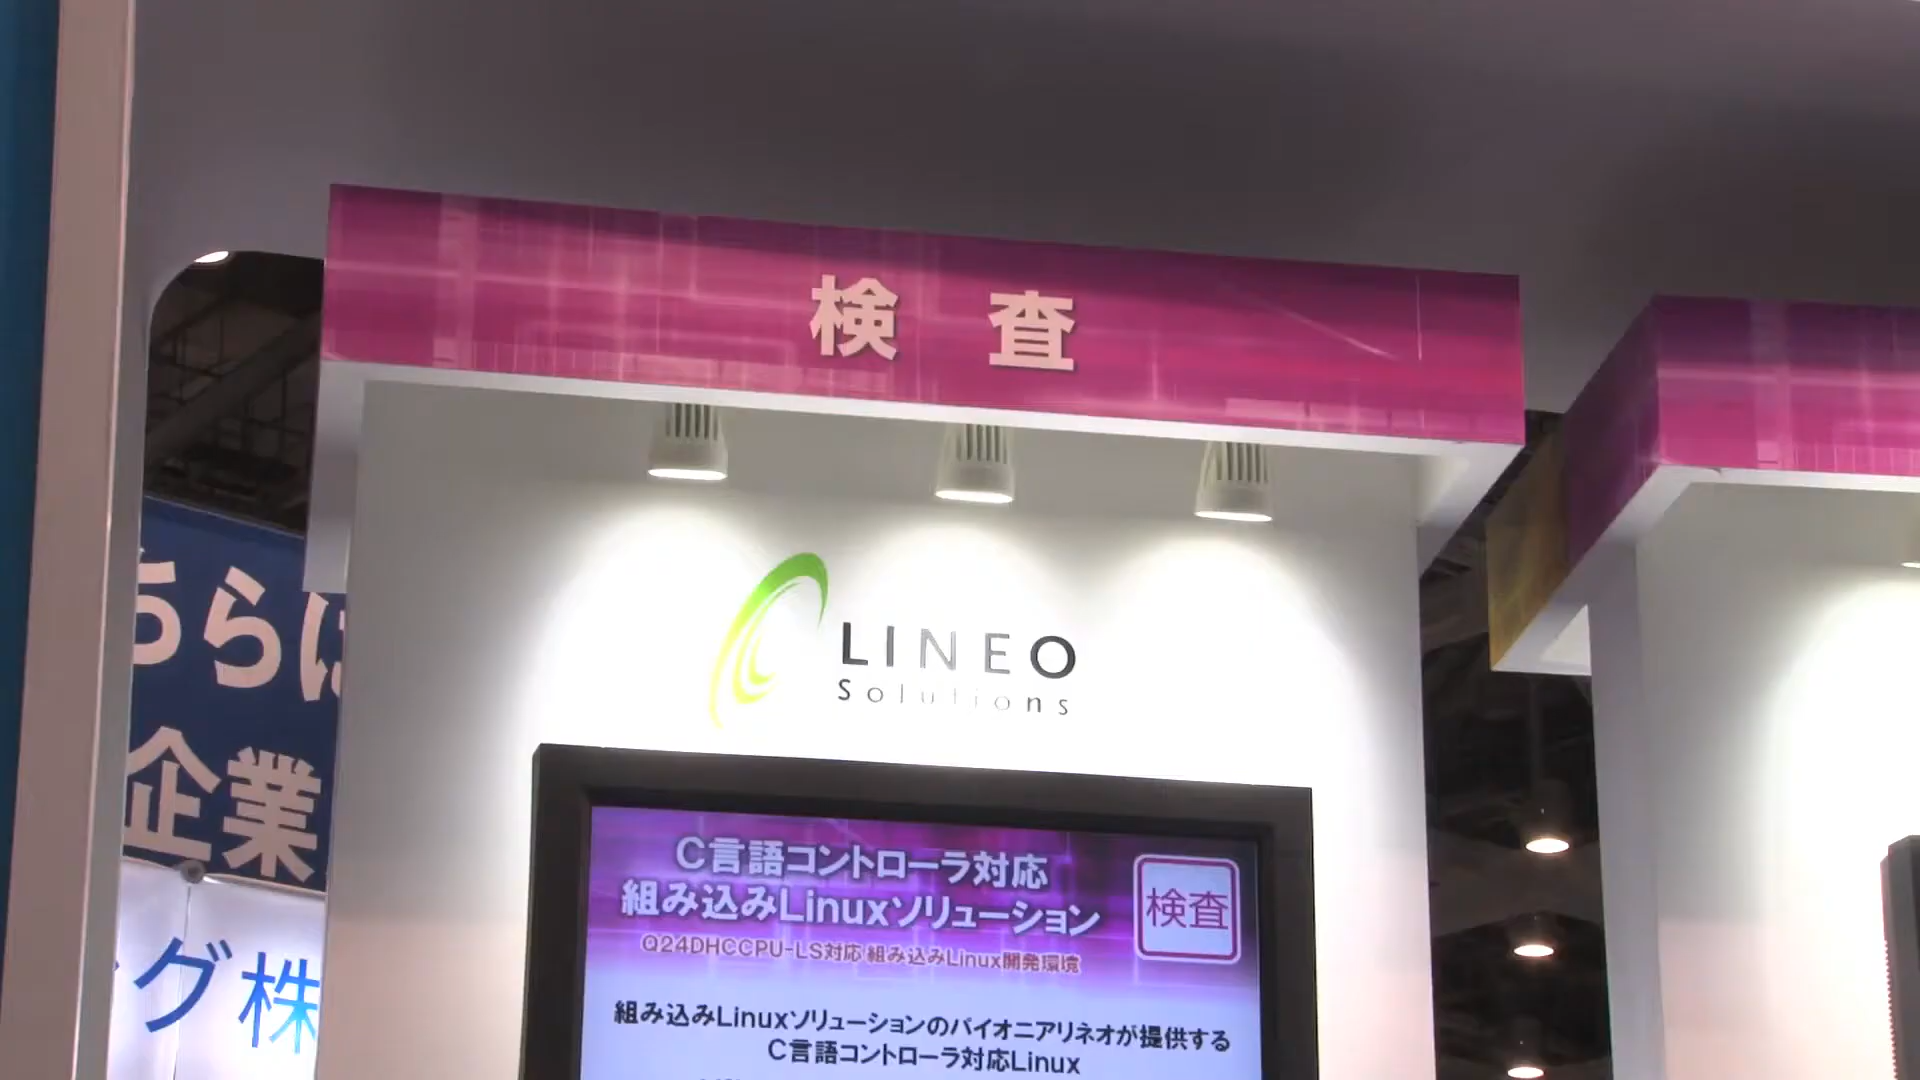 検査
LINEO
Solutions
C言語コントローラ対応
組み込みLinuxソリューション
検査
Q24DHCCPU-LS対応 組み込みLinux開発環境
組み込みLinuxソリューションのパイオニアリネオが提供する
C言語コントローラ対応Linux
ちらは
企業
グ株